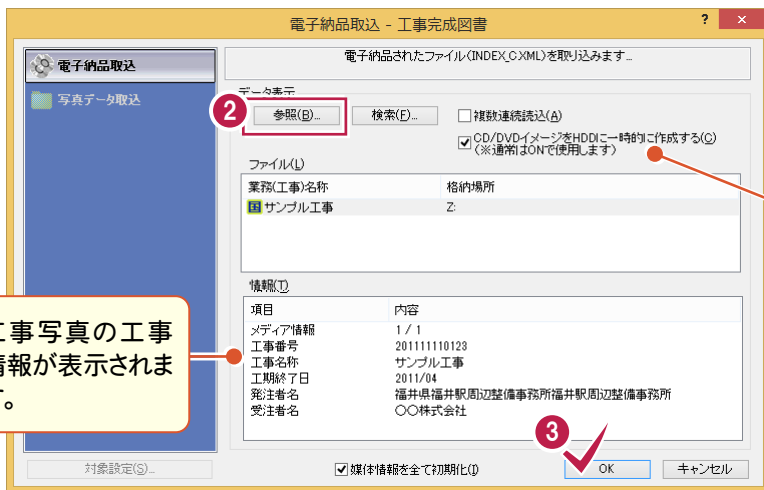 電子納品取込 - 工事完成図書
? ×
電子納品取込
写真データ取込
電子納品されたファイル(INDEX_C.XML)を取り込みます...
データ表示
2
参照(B)...
検索(F)...
複数連続読込(A)
CD/DVDイメージをHDDに一時的に作成する(C)
(※通常はONで使用します)
ファイル(L)
業務(工事)名称 格納場所
国 サンプル工事 Z:
情報(T)
項目 内容
メディア情報 1 / 1
工事番号 201111110123
工事名称 サンプル工事
工期終了日 2011/04
発注者名 福井県福井駅周辺整備事務所福井駅周辺整備事務所
受注者名 〇〇株式会社
工事写真の工事
情報が表示されま
す。
3
対象設定(S)...
媒体情報を全て初期化(I)
OK
キャンセル